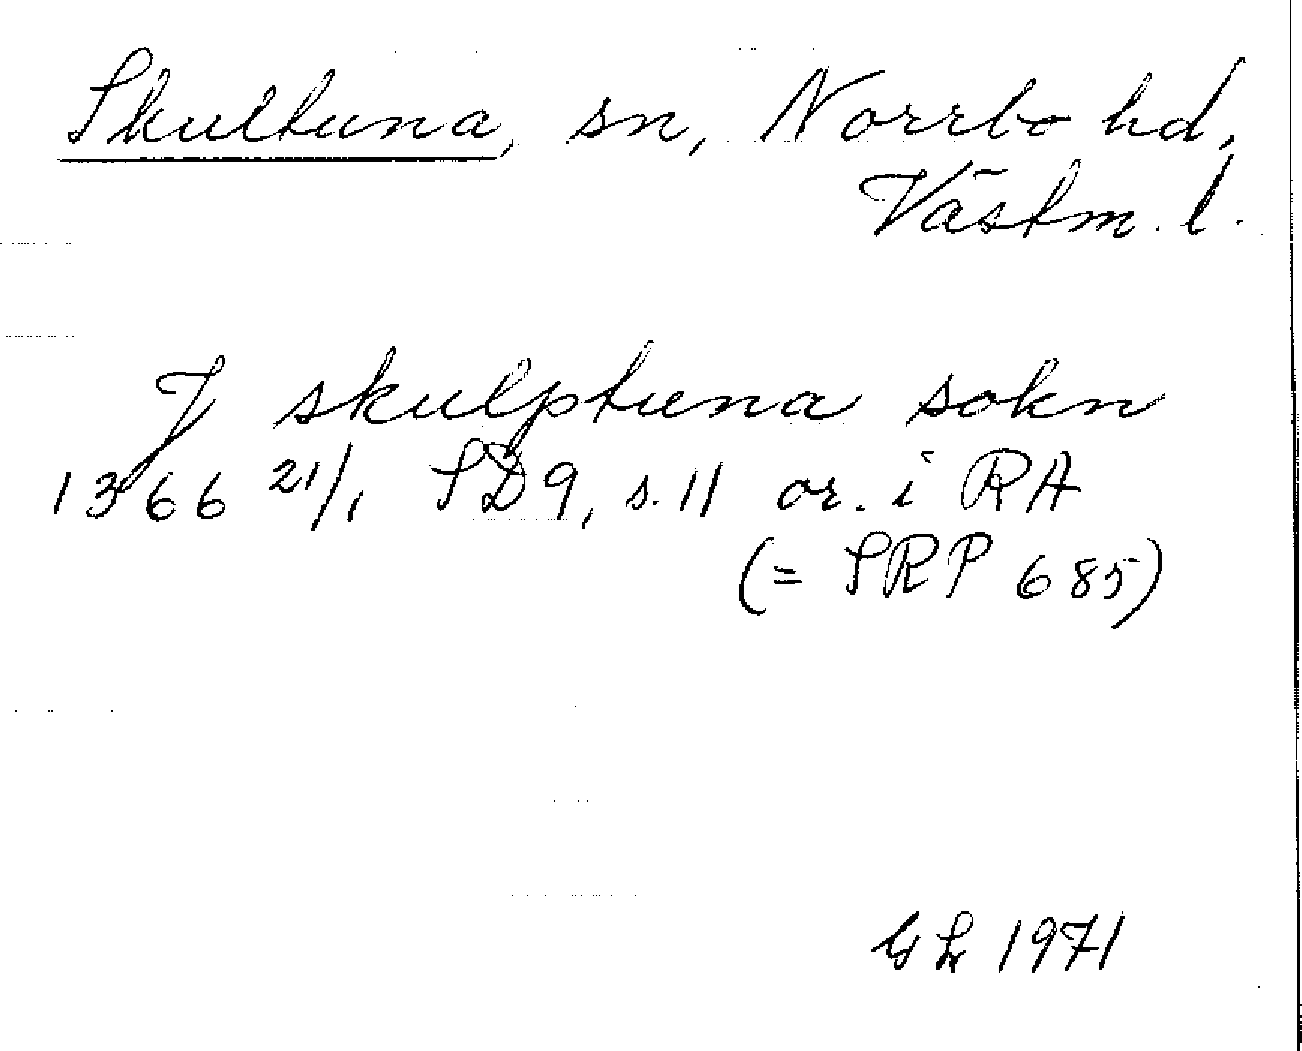 Skultuna, sn, Norrbo hd,
Västm. l.
J skulptuna sokn
1366 21/1 SD9, s. 11 or. i RA
(= SRP 685)
GL 1971